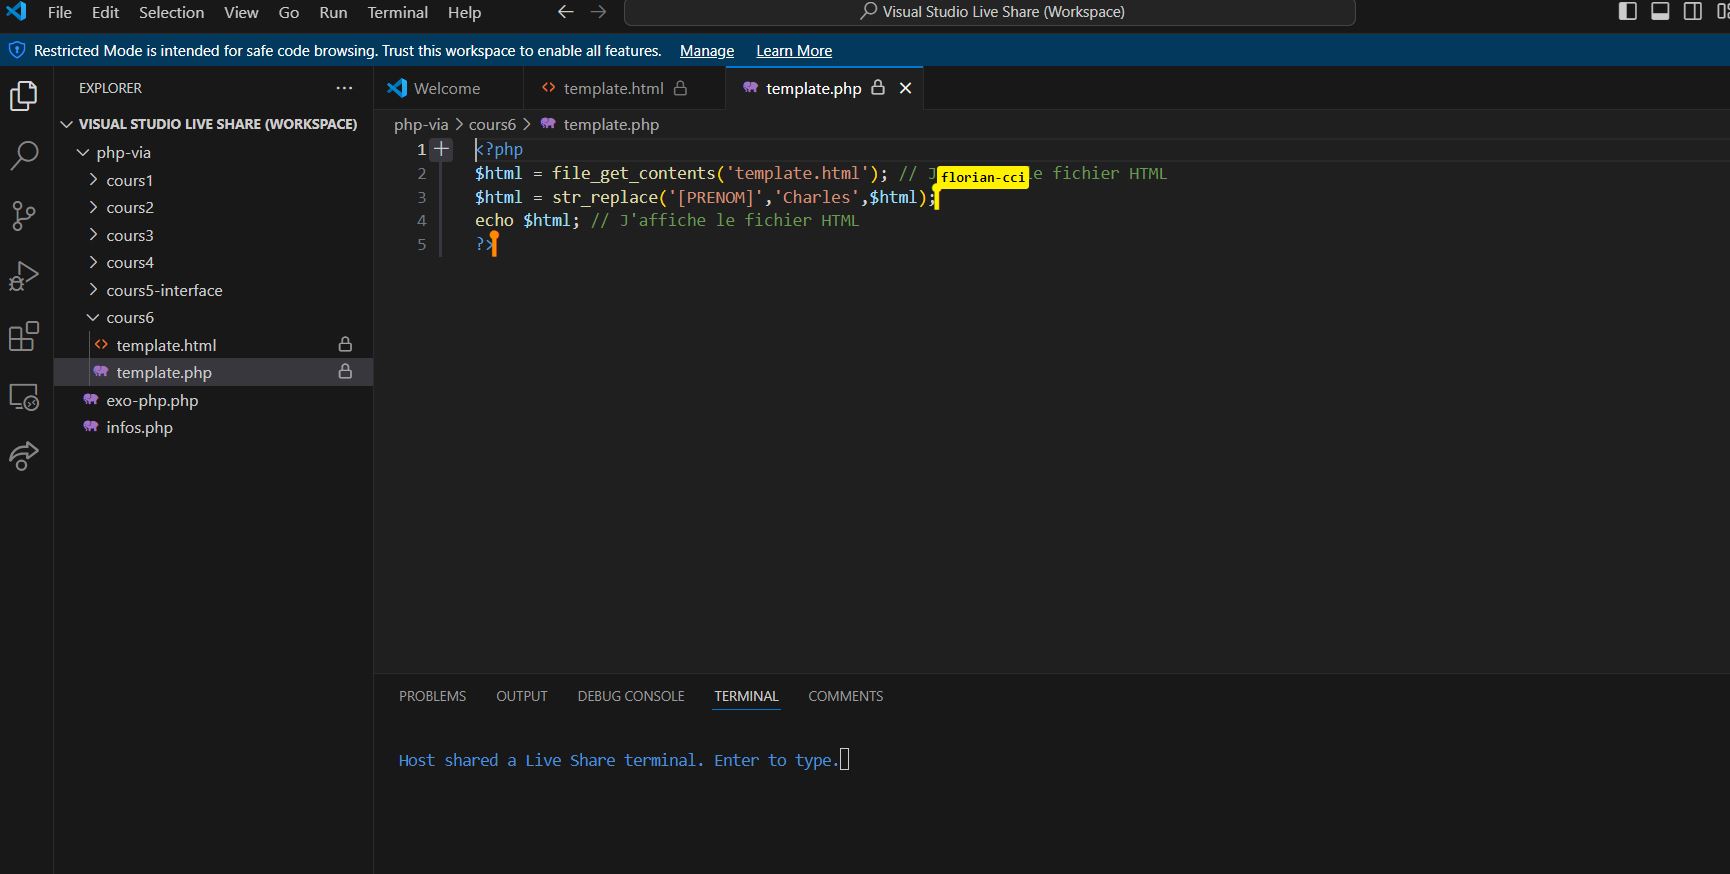 File Edit Selection View Go Run Terminal Help
Visual Studio Live Share (Workspace)
Restricted Mode is intended for safe code browsing. Trust this workspace to enable all features. Manage Learn More
EXPLORER
VISUAL STUDIO LIVE SHARE (WORKSPACE)
php-via
cours1
cours2
cours3
cours4
cours5-interface
cours6
template.html
template.php
exo-php.php
infos.php
Welcome template.html template.php
php-via > cours6 > template.php
1 <?php
2 $html = file_get_contents('template.html'); // J florian-cci le fichier HTML
3 $html = str_replace('[PRENOM]','Charles',$html);
4 echo $html; // J'affiche le fichier HTML
5 ?>
PROBLEMS OUTPUT DEBUG CONSOLE TERMINAL COMMENTS
Host shared a Live Share terminal. Enter to type.